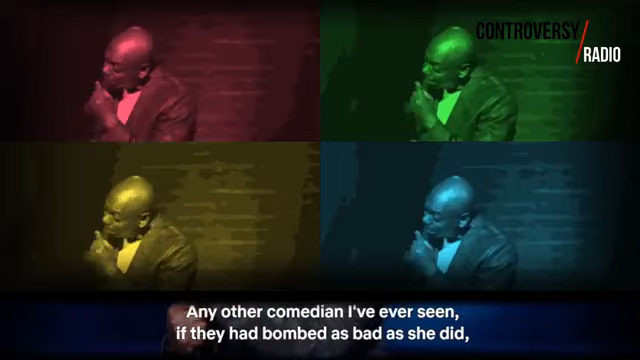 CONTROVERSY
RADIO
Any other comedian I've ever seen,
if they had bombed as bad as she did,